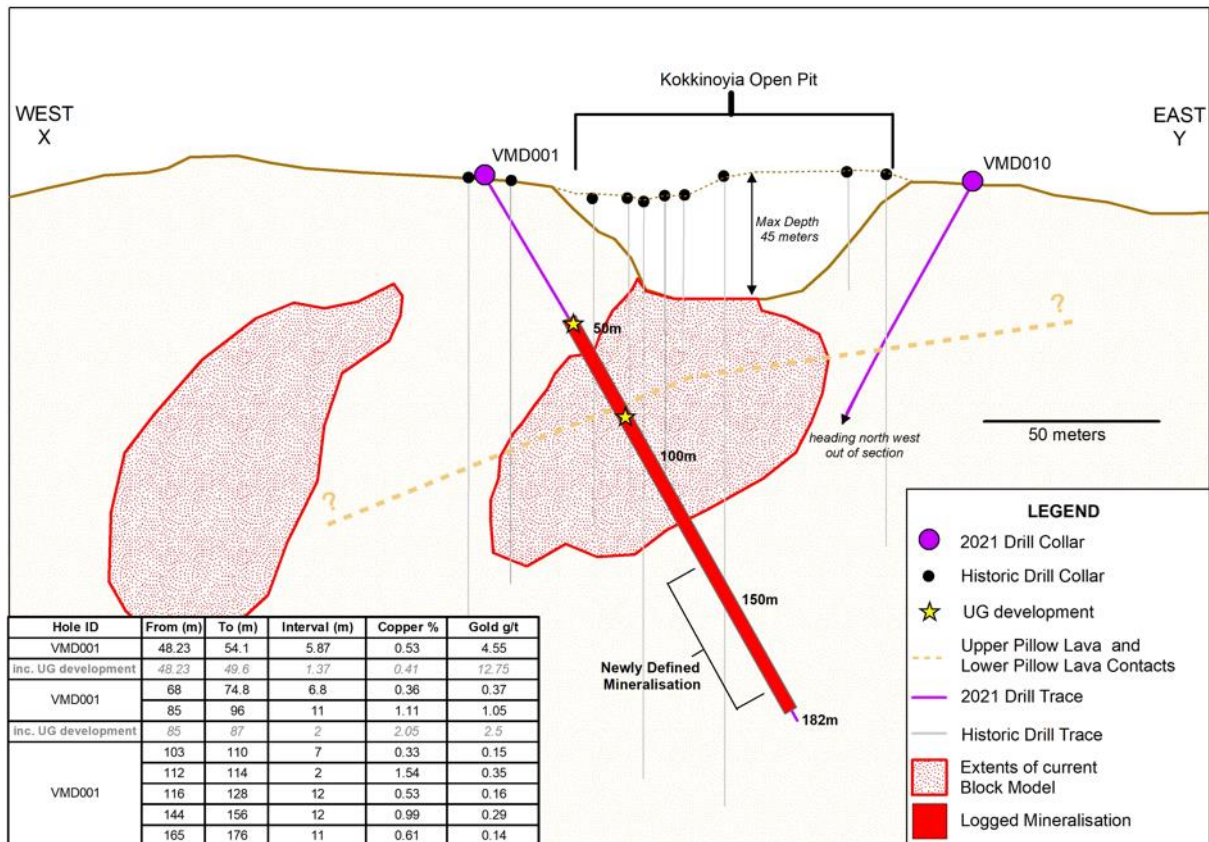 Kokkinoyia Open Pit
WEST
X
EAST
Y
VMD001
VMD010
Max Depth
45 meters
50m
?
100m
?
heading north west
out of section
50 meters
150m
Newly Defined
Mineralisation
182m
LEGEND
2021 Drill Collar
Historic Drill Collar
UG development
Upper Pillow Lava and
Lower Pillow Lava Contacts
2021 Drill Trace
Historic Drill Trace
Extents of current
Block Model
Logged Mineralisation
Hole ID From (m) To (m) Interval (m) Copper % Gold g/t
VMD001 48.23 54.1 5.87 0.53 4.55
inc. UG development 48.23 49.6 1.37 0.41 12.75
VMD001 68 74.8 6.8 0.36 0.37
85 96 11 1.11 1.05
inc. UG development 85 87 2 2.05 2.5
VMD001 103 110 7 0.33 0.15
112 114 2 1.54 0.35
116 128 12 0.53 0.16
144 156 12 0.99 0.29
165 176 11 0.61 0.14